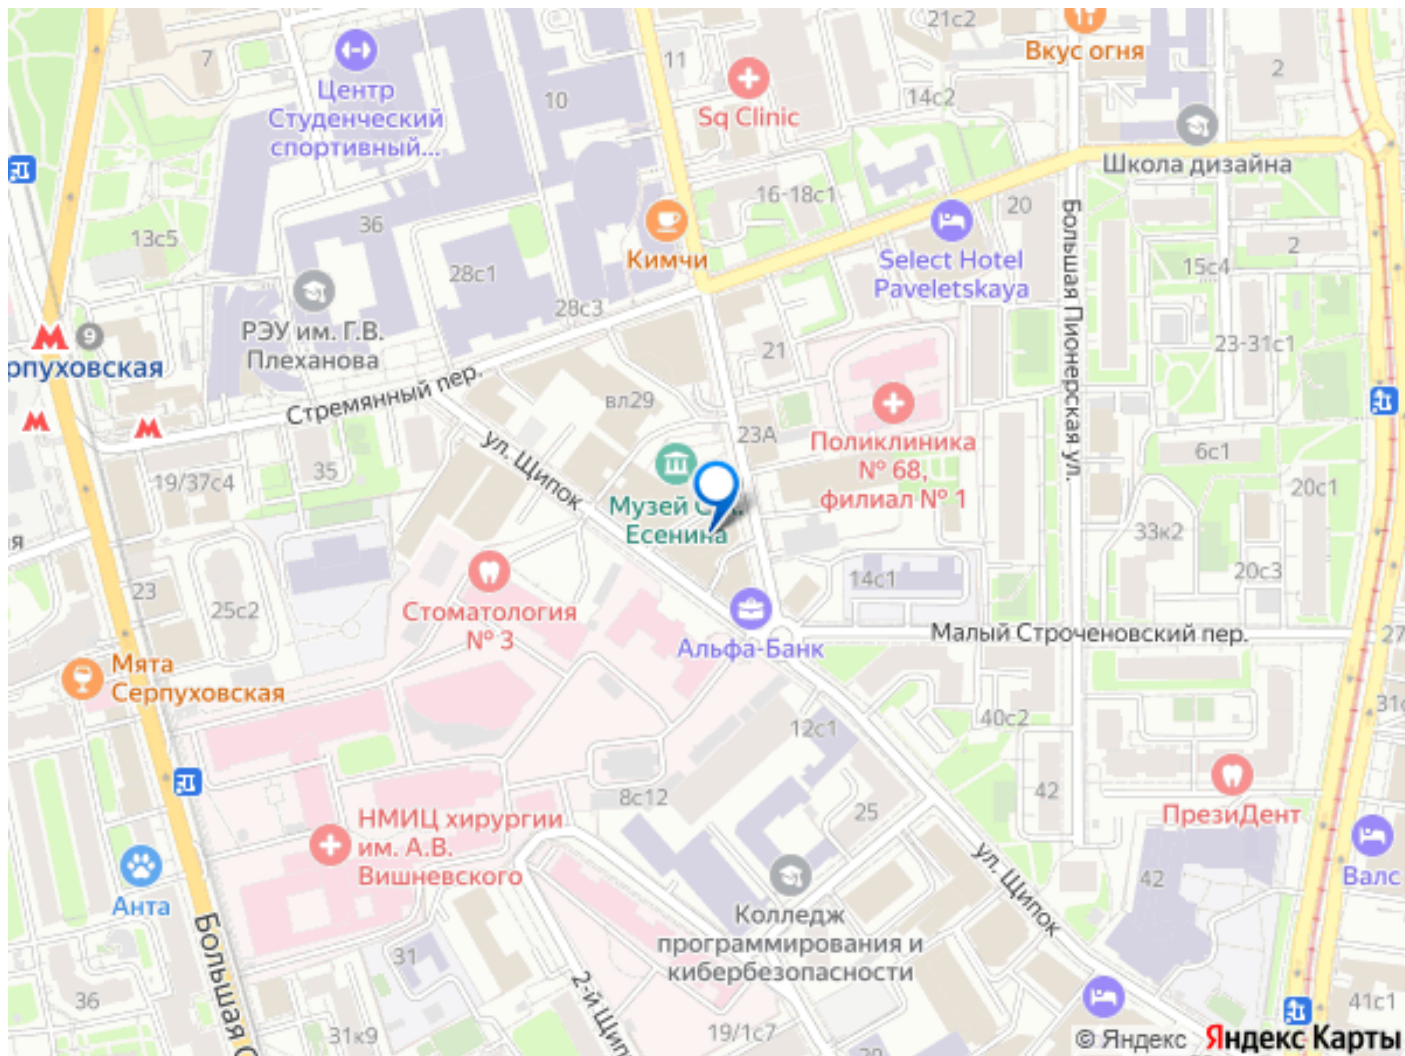 7
Центр
Студенческий
спортивный...
10
11
Sq Clinic
21с2
14с2
Вкус огня
2
Школа дизайна
36
13с5
16-18с1
20
Кимчи
28с1
28с3
Select Hotel
Paveletskaya
Большая Пионерская ул.
15с4
2
РЭУ им. Г.В.
Плеханова
9
рпуховская
Стремянный пер.
вл29
21
23А
23-31с1
Поликлиника
№ 68,
филиал № 1
6с1
20с1
33к2
20с3
19/37с4
35
ул. Щипок
Музей С.А.
Есенина
я
23
25с2
Стоматология
№ 3
14с1
Альфа-Банк
Малый Строченовский пер.
27
Мята
Серпуховская
12с1
40с2
31с
8с12
25
42
ПрезиДент
НМИЦ хирургии
им. А.В.
Вишневского
Анта
Колледж
программирования и
кибербезопасности
ул. Щипок
42
Валс
Большая С
31
36
31к9
2-й Щип
19/1с7
41с1
© Яндекс Яндекс Карты